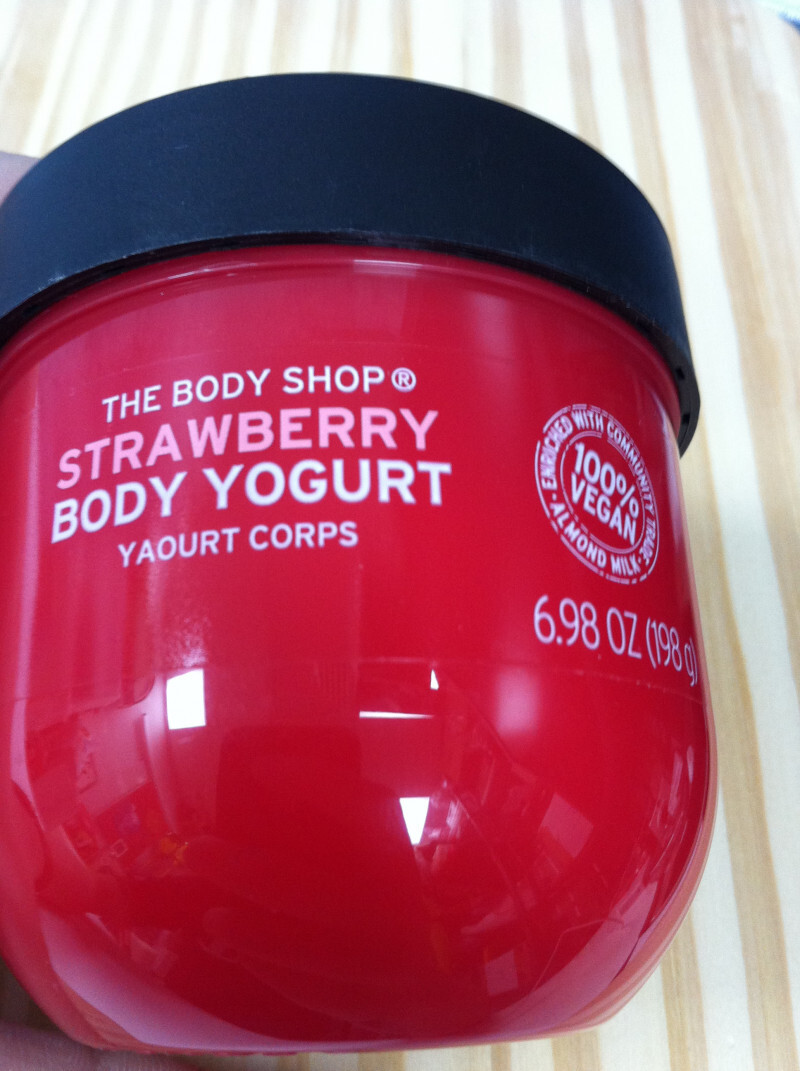 THE BODY SHOP®
STRAWBERRY
BODY YOGURT
YAOURT CORPS
ENRICHED WITH COMMUNITY TRADE · ALMOND MILK ·
100%
VEGAN
6.98 OZ (198 g)